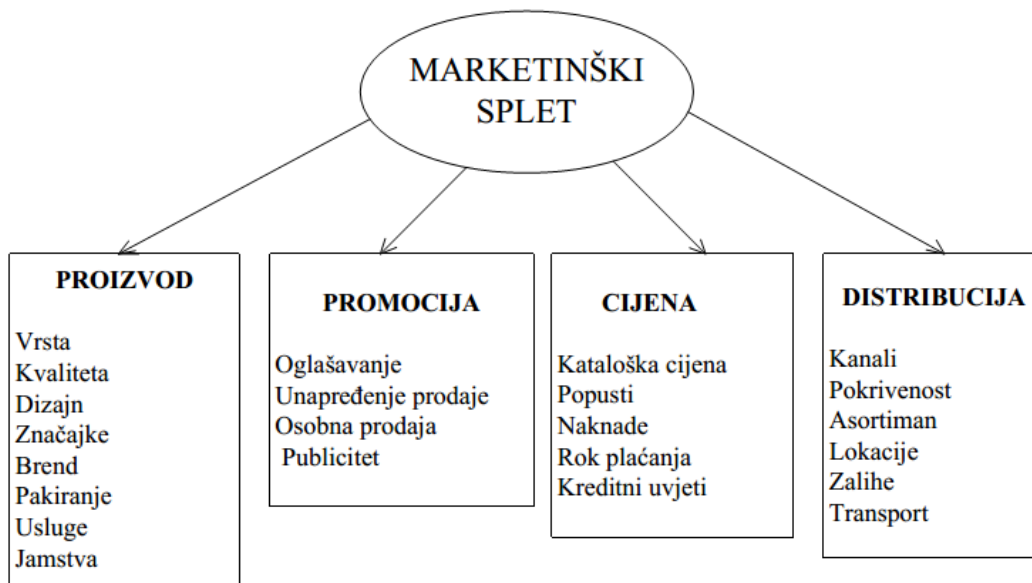 MARKETINŠKI
SPLET
PROIZVOD
Vrsta
Kvaliteta
Dizajn
Značajke
Brend
Pakiranje
Usluge
Jamstva
PROMOCIJA
Oglašavanje
Unapređenje prodaje
Osobna prodaja
Publicitet
CIJENA
Kataloška cijena
Popusti
Naknade
Rok plaćanja
Kreditni uvjeti
DISTRIBUCIJA
Kanali
Pokrivenost
Asortiman
Lokacije
Zalihe
Transport